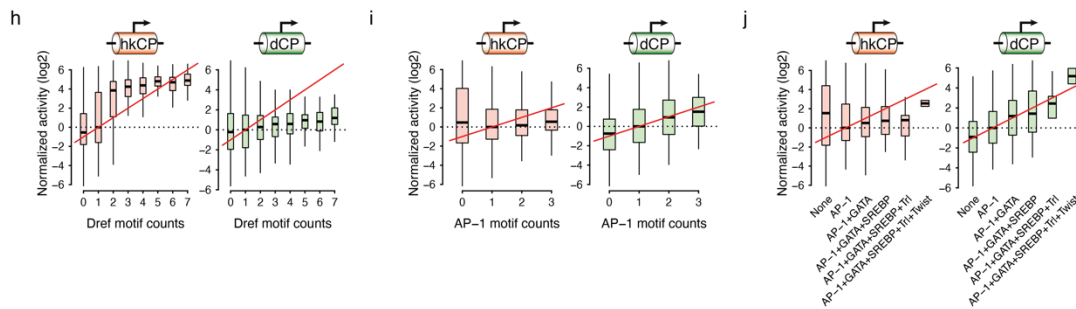 h
hkCP
dCP
Normalized activity (log2)
6
4
2
0
−2
−4
−6
0 1 2 3 4 5 6 7
Dref motif counts
6
4
2
0
−2
−4
−6
0 1 2 3 4 5 6 7
Dref motif counts
i
hkCP
dCP
Normalized activity (log2)
6
4
2
0
−2
−4
−6
0 1 2 3
AP−1 motif counts
6
4
2
0
−2
−4
−6
0 1 2 3
AP−1 motif counts
j
hkCP
dCP
Normalized activity (log2)
6
4
2
0
−2
−4
−6
None
AP−1
AP−1+GATA
AP−1+GATA+SREBP
AP−1+GATA+SREBP+Trl
AP−1+GATA+SREBP+Trl+Twist
6
4
2
0
−2
−4
−6
None
AP−1
AP−1+GATA
AP−1+GATA+SREBP
AP−1+GATA+SREBP+Trl
AP−1+GATA+SREBP+Trl+Twist